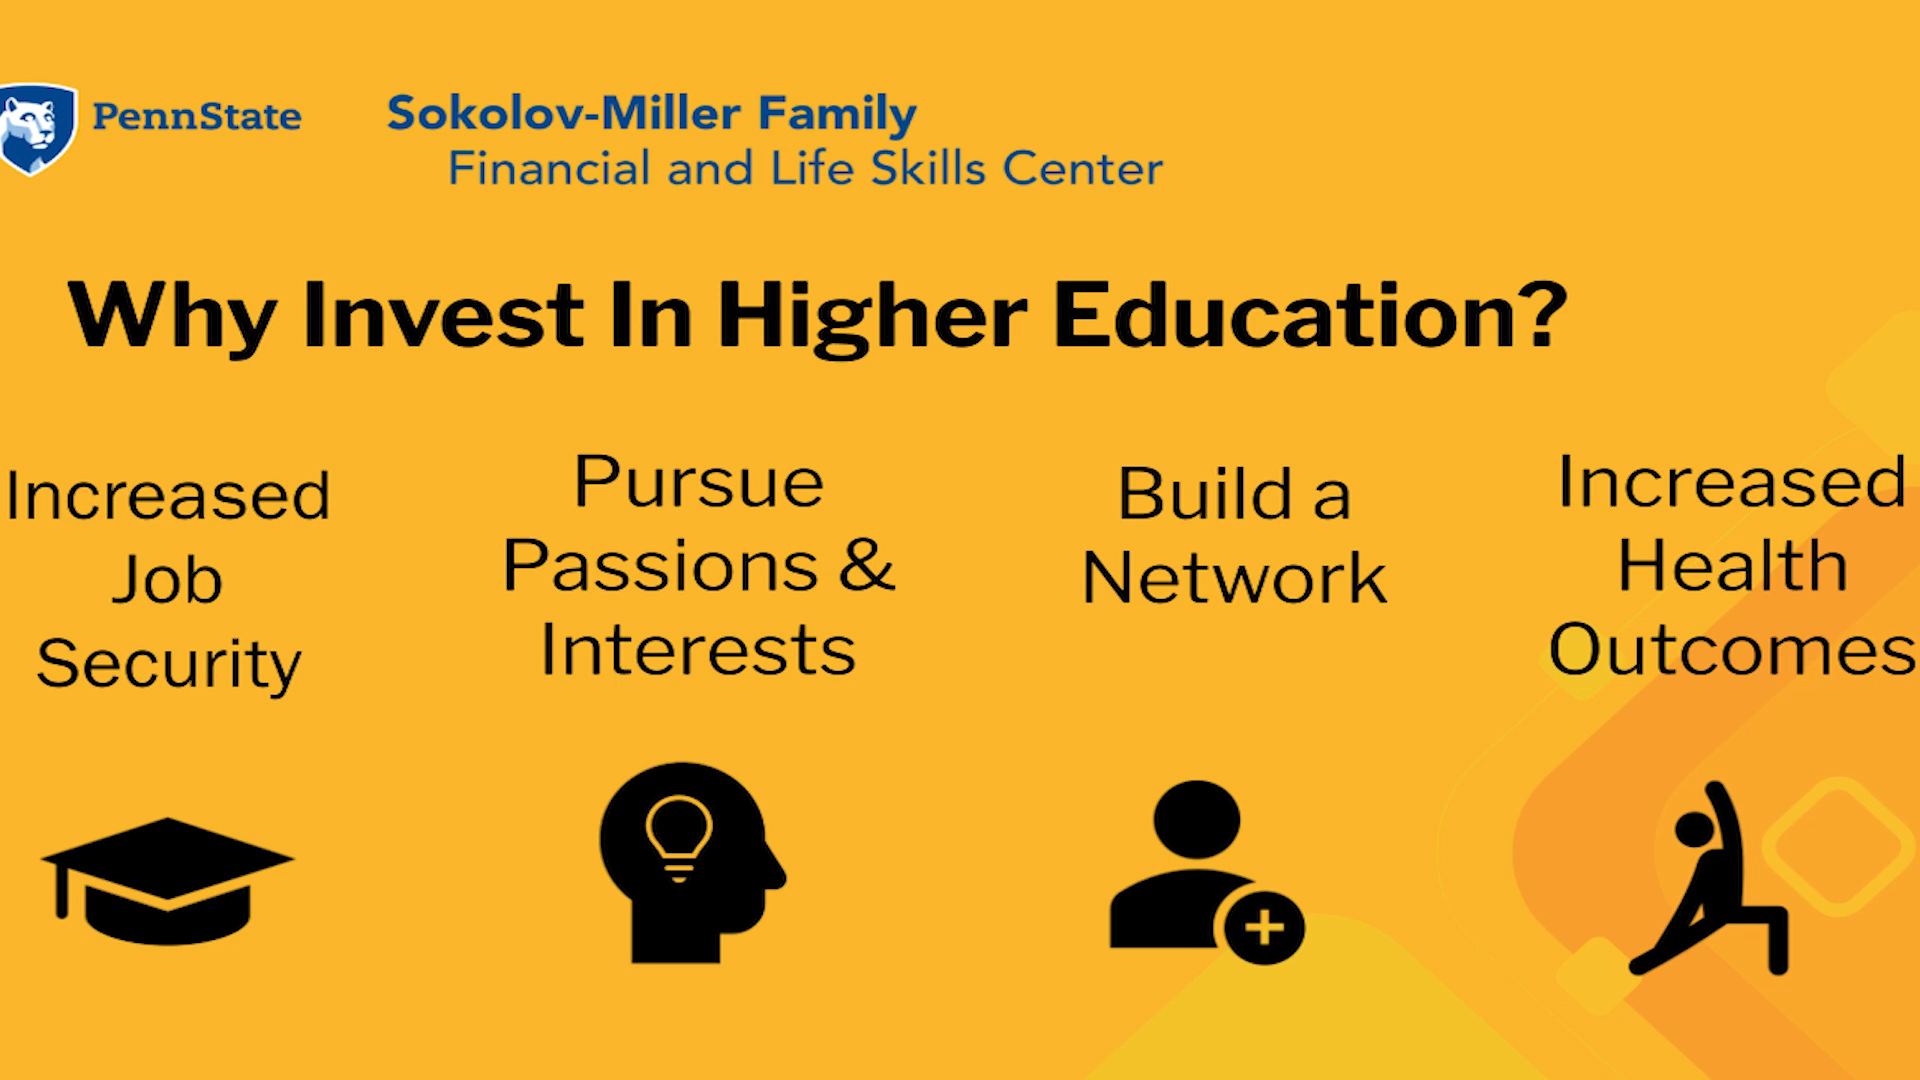 PennState
Sokolov-Miller Family
Financial and Life Skills Center
Why Invest In Higher Education?
Increased
Job
Security
Pursue
Passions &
Interests
Build a
Network
Increased
Health
Outcomes